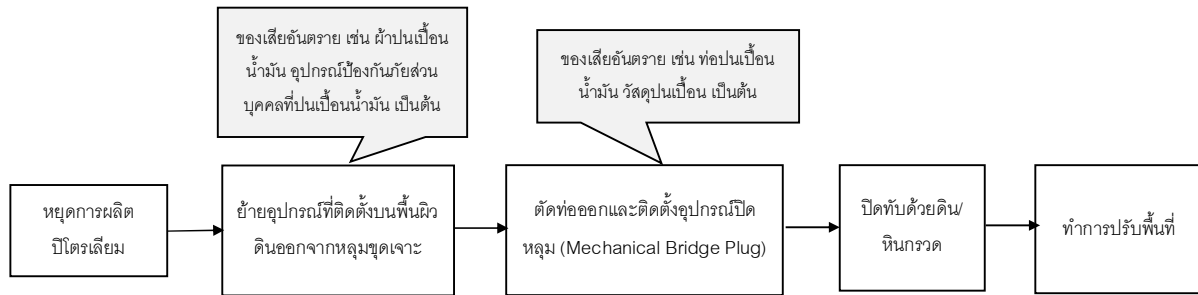 ของเสียอันตราย เช่น ผ้าปนเปื้อน
น้ำมัน อุปกรณ์ป้องกันภัยส่วน
บุคคลที่ปนเปื้อนน้ำมัน เป็นต้น
ของเสียอันตราย เช่น ท่อปนเปื้อน
น้ำมัน วัสดุปนเปื้อน เป็นต้น
หยุดการผลิต
ปิโตรเลียม
ย้ายอุปกรณ์ที่ติดตั้งบนพื้นผิว
ดินออกจากหลุมขุดเจาะ
ตัดท่อออกและติดตั้งอุปกรณ์ปิด
หลุม (Mechanical Bridge Plug)
ปิดทับด้วยดิน/
หินกรวด
ทำการปรับพื้นที่